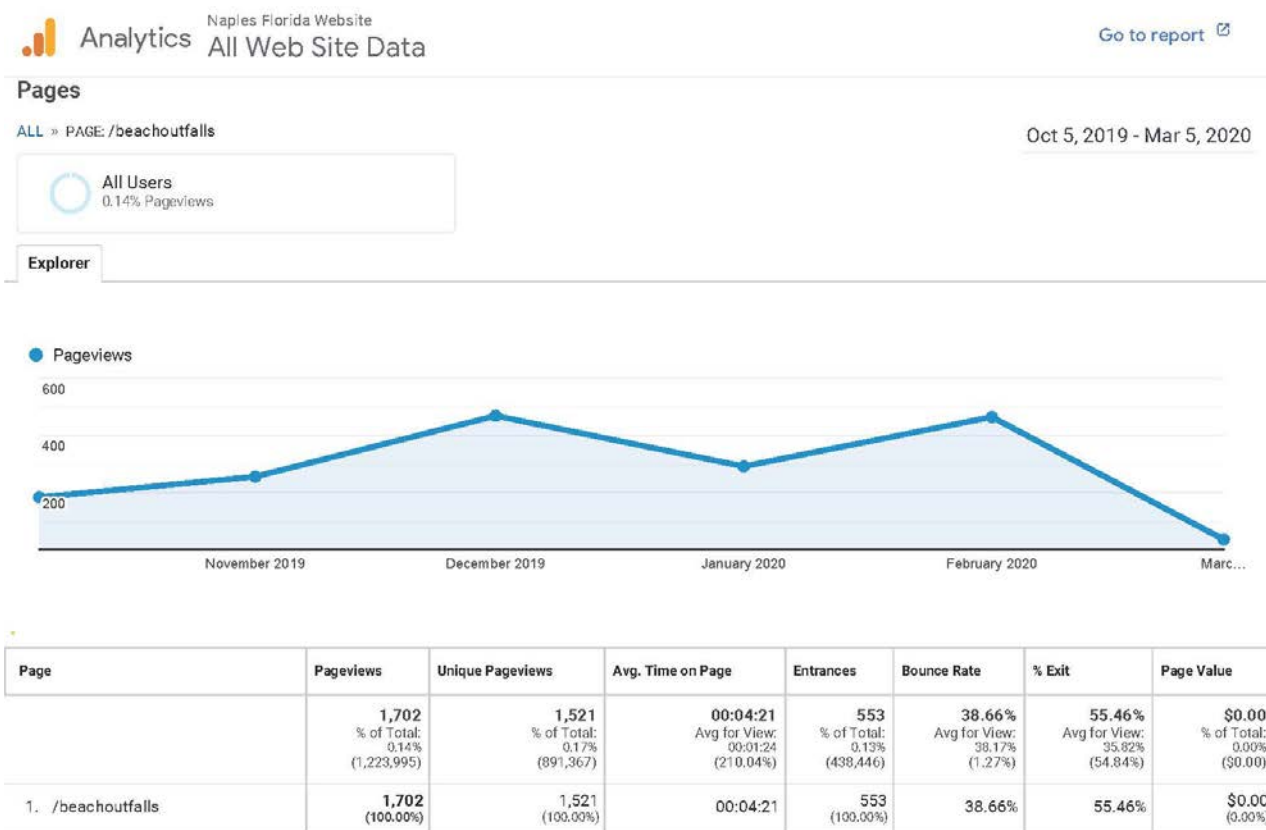 Analytics
Naples Florida Website
All Web Site Data
Go to report
Pages
ALL » PAGE: /beachoutfalls
Oct 5, 2019 - Mar 5, 2020
All Users
0.14% Pageviews
Explorer
Pageviews
600
400
200
November 2019 December 2019 January 2020 February 2020 Marc...
Page Pageviews Unique Pageviews Avg. Time on Page Entrances Bounce Rate % Exit Page Value
1,702 1,521 00:04:21 553 38.66% 55.46% $0.00
% of Total: % of Total: Avg for View: % of Total: Avg for View: Avg for View: % of Total:
0.14% 0.17% 00:01:24 0.13% 38.17% 35.82% 0.00%
(1,223,995) (891,367) (210.04%) (438,446) (1.27%) (54.84%) ($0.00)
1. /beachoutfalls 1,702 1,521 00:04:21 553 38.66% 55.46% $0.00
(100.00%) (100.00%) (100.00%) (0.00%